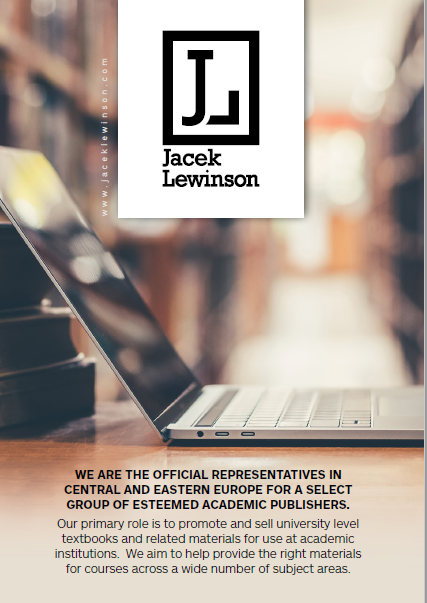 www.jaceklewinson.com
JL
Jacek
Lewinson
WE ARE THE OFFICIAL REPRESENTATIVES IN
CENTRAL AND EASTERN EUROPE FOR A SELECT
GROUP OF ESTEEMED ACADEMIC PUBLISHERS.
Our primary role is to promote and sell university level
textbooks and related materials for use at academic
institutions. We aim to help provide the right materials
for courses across a wide number of subject areas.